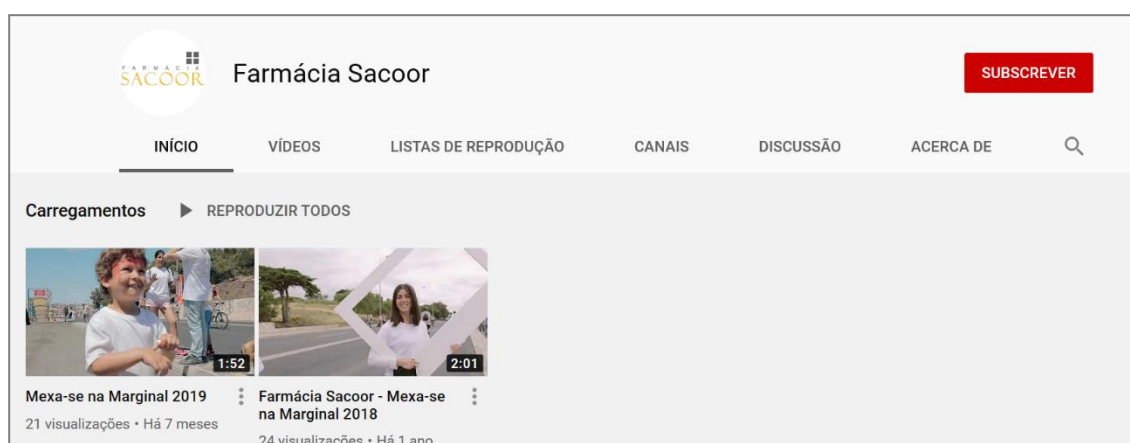 FARMÁCIA
SACOOR
Farmácia Sacoor
SUBSCREVER
INÍCIO VÍDEOS LISTAS DE REPRODUÇÃO CANAIS DISCUSSÃO ACERCA DE
Carregamentos REPRODUZIR TODOS
1:52
2:01
Mexa-se na Marginal 2019
21 visualizações • Há 7 meses
Farmácia Sacoor - Mexa-se
na Marginal 2018
24 visualizações • Há 1 ano